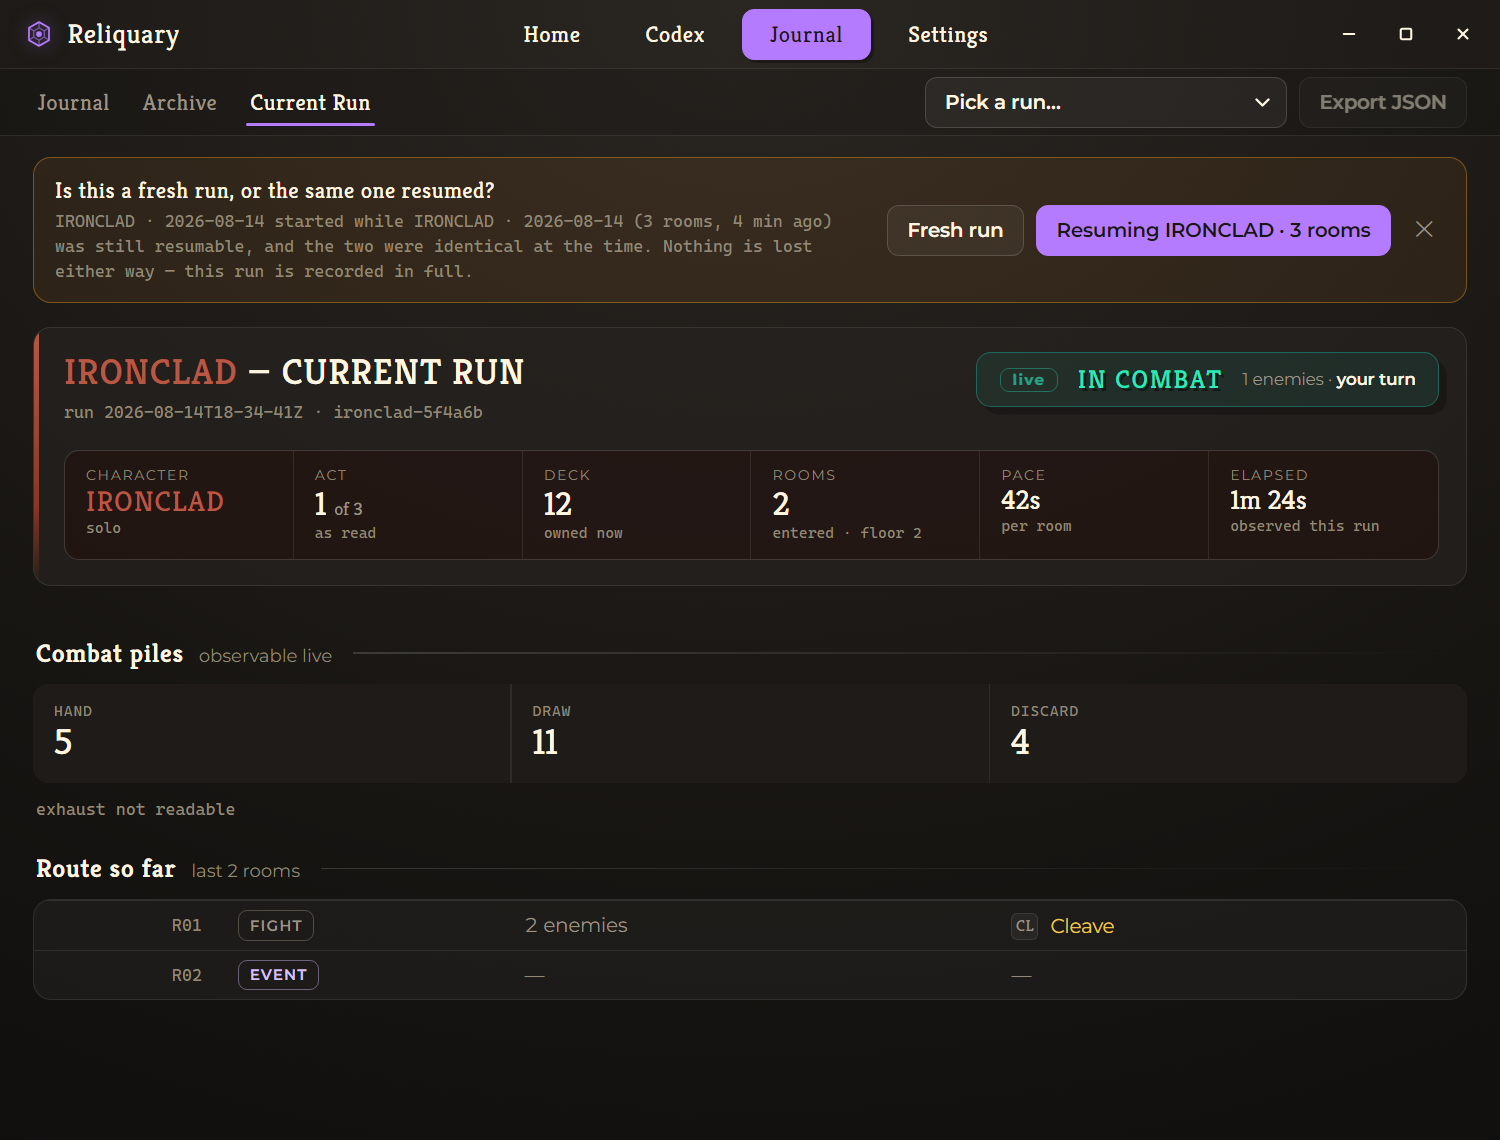 Reliquary
Home
Codex
Journal
Settings
Journal
Archive
Current Run
Pick a run...
Export JSON
Is this a fresh run, or the same one resumed?
IRONCLAD · 2026-08-14 started while IRONCLAD · 2026-08-14 (3 rooms, 4 min ago)
was still resumable, and the two were identical at the time. Nothing is lost
either way — this run is recorded in full.
Fresh run
Resuming IRONCLAD · 3 rooms
IRONCLAD — CURRENT RUN
run 2026-08-14T18-34-41Z · ironclad-5f4a6b
live
IN COMBAT
1 enemies · your turn
CHARACTER
IRONCLAD
solo
ACT
1 of 3
as read
DECK
12
owned now
ROOMS
2
entered · floor 2
PACE
42s
per room
ELAPSED
1m 24s
observed this run
Combat piles observable live
HAND
5
DRAW
11
DISCARD
4
exhaust not readable
Route so far last 2 rooms
R01 FIGHT 2 enemies CL Cleave
R02 EVENT — —